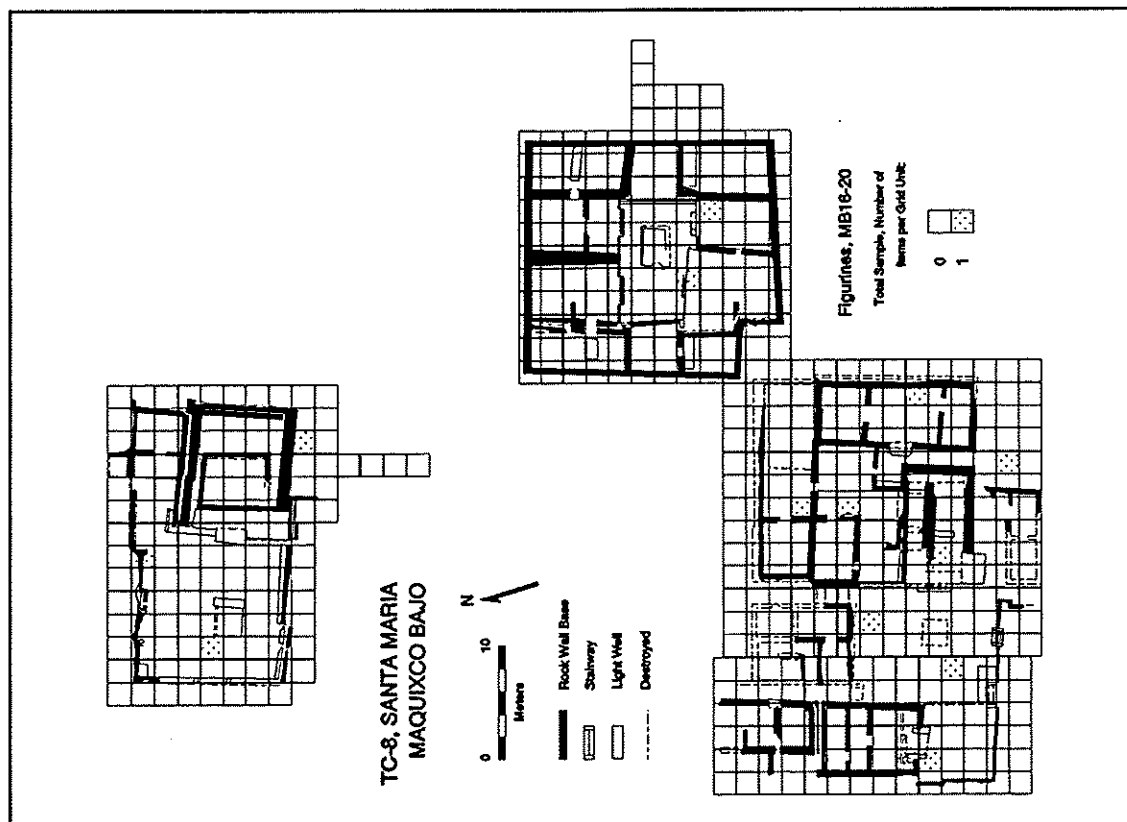 TC-8, SANTA MARIA
MAQUIXCO BAJO
N
0 10
Meters
Rock Wall Base
Stairway
Light Well
Destroyed
Figurines, MB16-20
Total Sample, Number of
Items per Grid Unit:
0
1